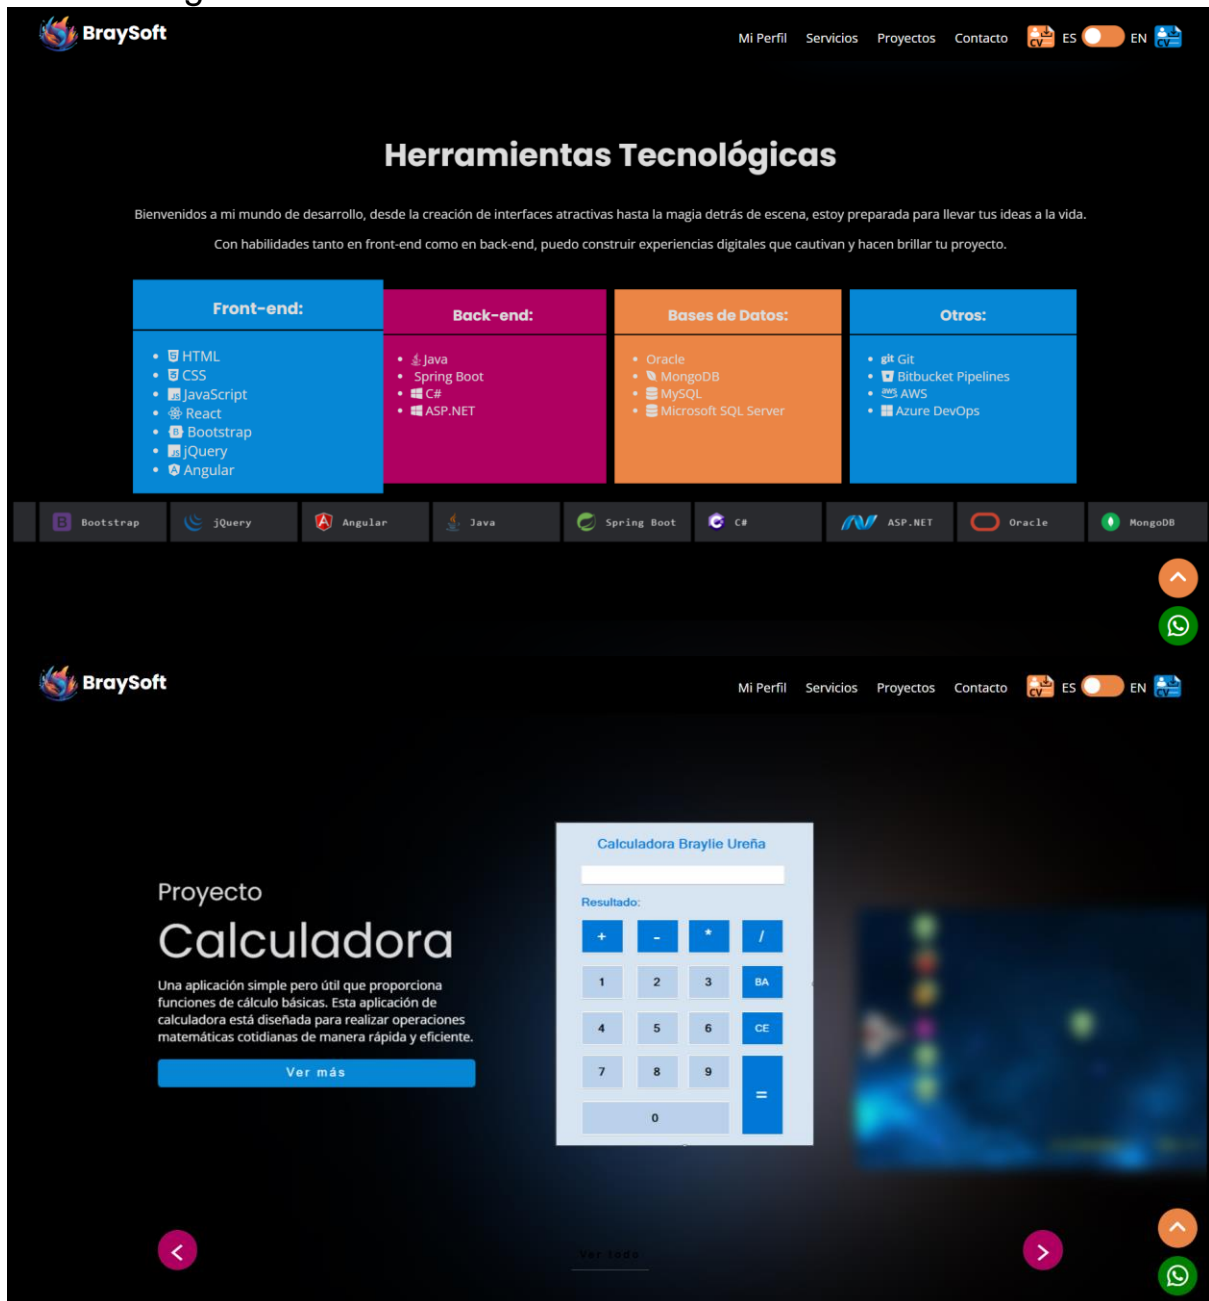 BraySoft
Mi Perfil Servicios Proyectos Contacto CV ES EN CV
Herramientas Tecnológicas
Bienvenidos a mi mundo de desarrollo, desde la creación de interfaces atractivas hasta la magia detrás de escena, estoy preparada para llevar tus ideas a la vida.
Con habilidades tanto en front-end como en back-end, puedo construir experiencias digitales que cautivan y hacen brillar tu proyecto.
Front-end:
HTML
CSS
JavaScript
React
Bootstrap
jQuery
Angular
Back-end:
Java
Spring Boot
C#
ASP.NET
Bases de Datos:
Oracle
MongoDB
MySQL
Microsoft SQL Server
Otros:
git Git
Bitbucket Pipelines
aws AWS
Azure DevOps
Bootstrap jQuery Angular Java Spring Boot C# ASP.NET Oracle MongoDB
BraySoft
Mi Perfil Servicios Proyectos Contacto CV ES EN CV
Proyecto
Calculadora
Una aplicación simple pero útil que proporciona
funciones de cálculo básicas. Esta aplicación de
calculadora está diseñada para realizar operaciones
matemáticas cotidianas de manera rápida y eficiente.
Ver más
Calculadora Braylie Ureña
Resultado:
+ - * /
1 2 3 BA
4 5 6 CE
7 8 9 =
0
Ver todo